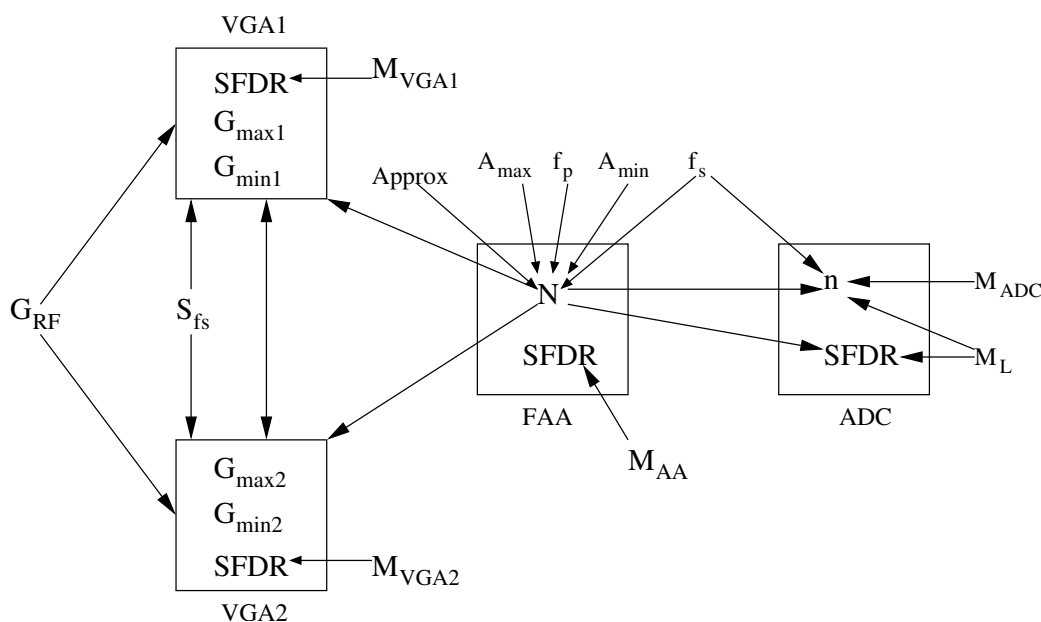 VGA1
SFDR
M_VGA1
G_max1
G_min1
Approx
A_max
f_p
A_min
f_s
G_RF
S_fs
N
n
M_ADC
SFDR
SFDR
M_L
FAA
ADC
M_AA
G_max2
G_min2
SFDR
M_VGA2
VGA2